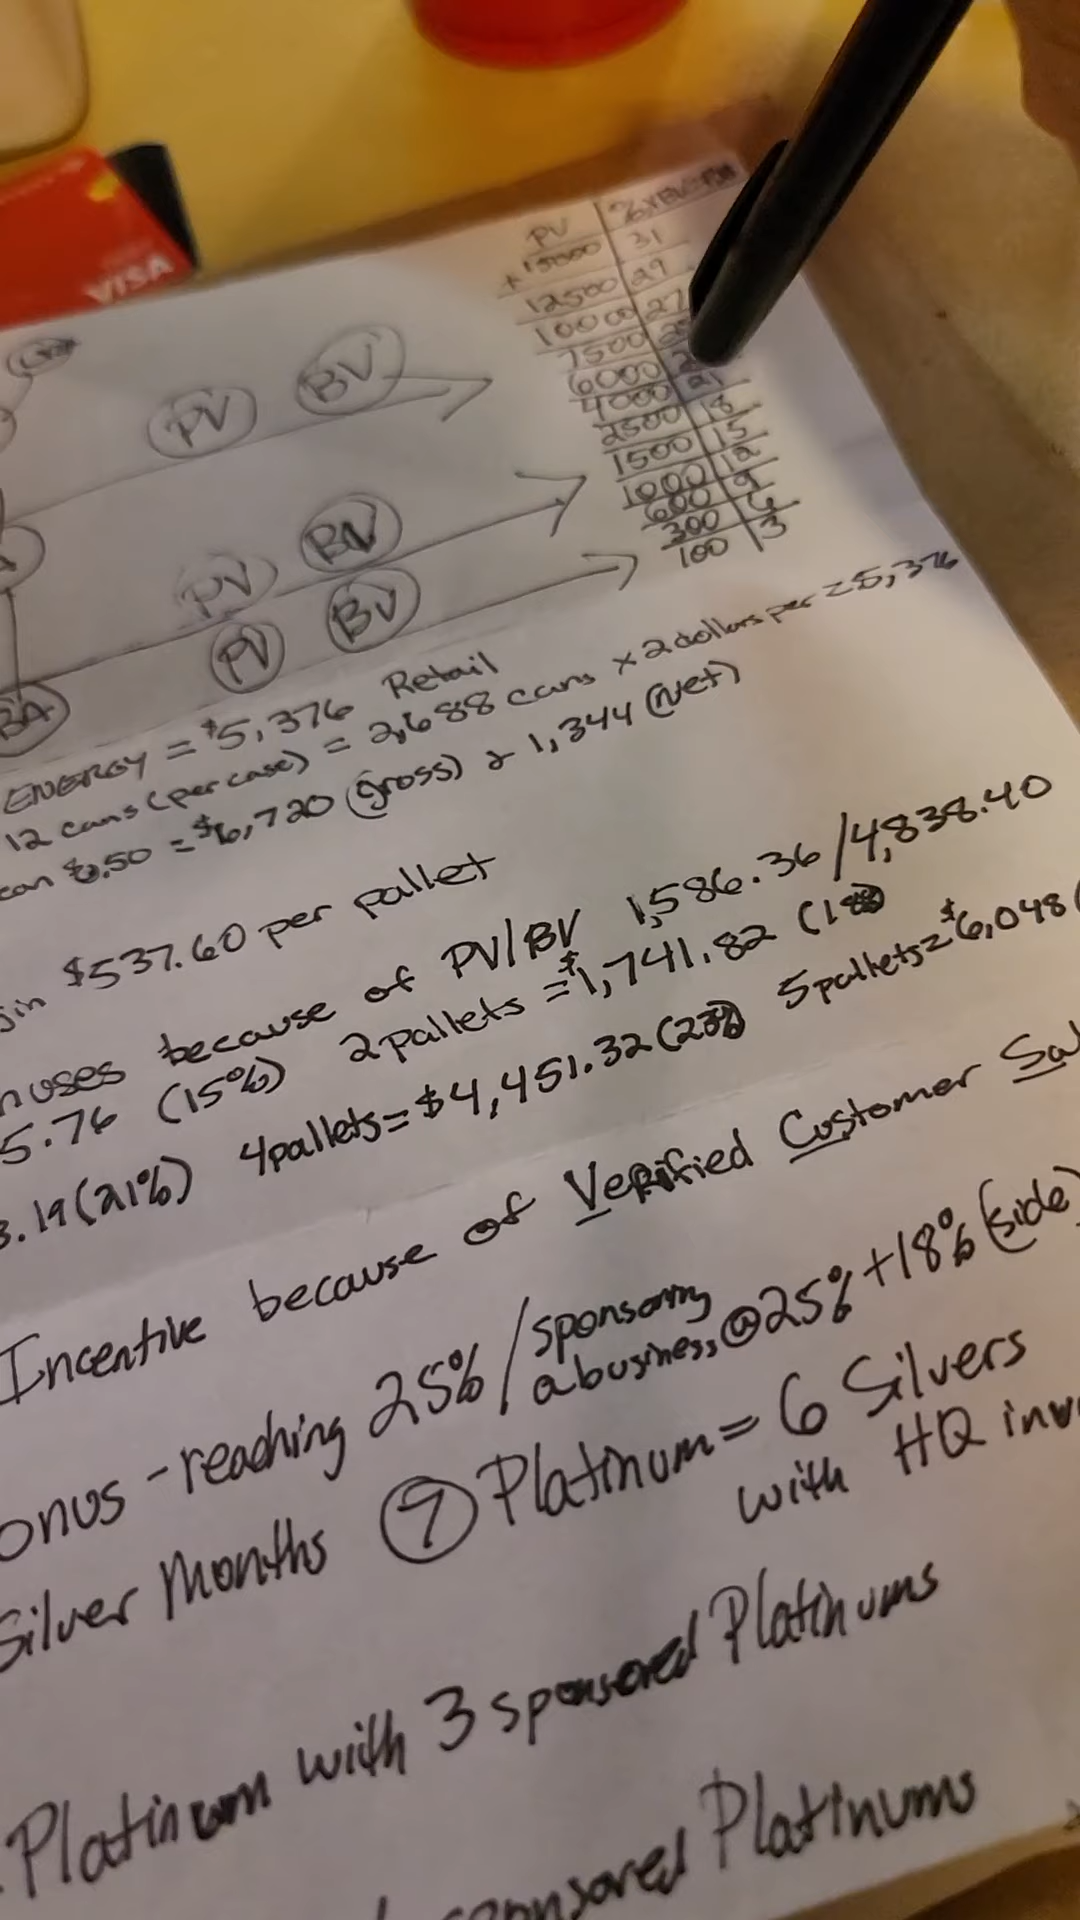 VISA
PV
+15000 31
12500 29
10000 27
7500
6000
4000 21
2500 18
1500 15
1000 12
600 9
300 6
100 3
PV BV
PV BV
PV BV
BA
ENERGY = $5,376 Retail
12 cans (per case) = 2,688 cans x 2 dollars per = 5,376
can = $6,720 (gross) 1,344 (net)
$537.60 per pallet
because of PV/BV 1,586.36/4,838.40
5.76 (15%) 2 pallets = $1,741.82
3.19 (21%) 4 pallets = $4,451.32 (23%) 5 pallets = $6,048
Incentive because of Verified Customer
onus - reaching 25% / sponsoring
a business @ 25% + 18% (side)
Silver Months 7 Platinum = 6 Silvers
with HQ
Platinum with 3 sponsored Platinums
sponsored Platinums